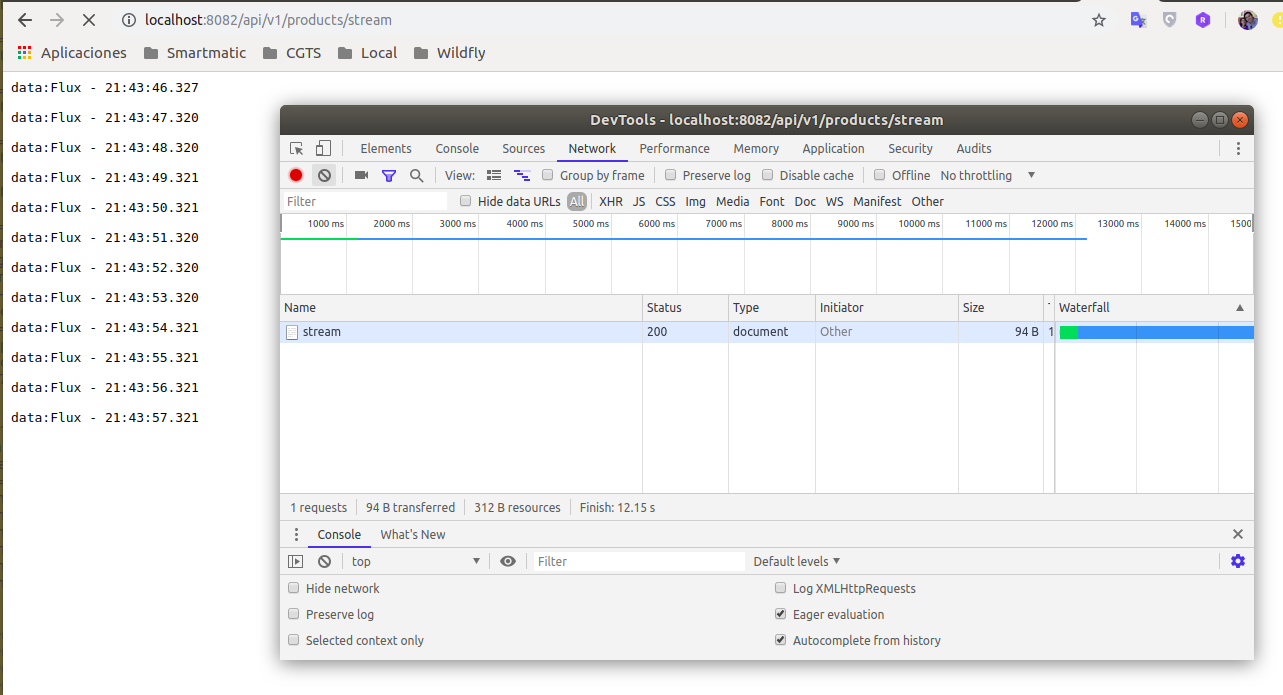 localhost:8082/api/v1/products/stream
Aplicaciones Smartmatic CGTS Local Wildfly
data:Flux - 21:43:46.327
data:Flux - 21:43:47.320
data:Flux - 21:43:48.320
data:Flux - 21:43:49.321
data:Flux - 21:43:50.321
data:Flux - 21:43:51.320
data:Flux - 21:43:52.320
data:Flux - 21:43:53.320
data:Flux - 21:43:54.321
data:Flux - 21:43:55.321
data:Flux - 21:43:56.321
data:Flux - 21:43:57.321
DevTools - localhost:8082/api/v1/products/stream
Elements Console Sources Network Performance Memory Application Security Audits
View: Group by frame Preserve log Disable cache Offline No throttling
Filter Hide data URLs All XHR JS CSS Img Media Font Doc WS Manifest Other
1000 ms 2000 ms 3000 ms 4000 ms 5000 ms 6000 ms 7000 ms 8000 ms 9000 ms 10000 ms 11000 ms 12000 ms 13000 ms 14000 ms 1500
Name Status Type Initiator Size Waterfall
stream 200 document Other 94 B 1
1 requests 94 B transferred 312 B resources Finish: 12.15 s
Console What's New
top Filter Default levels
Hide network Log XMLHttpRequests
Preserve log Eager evaluation
Selected context only Autocomplete from history